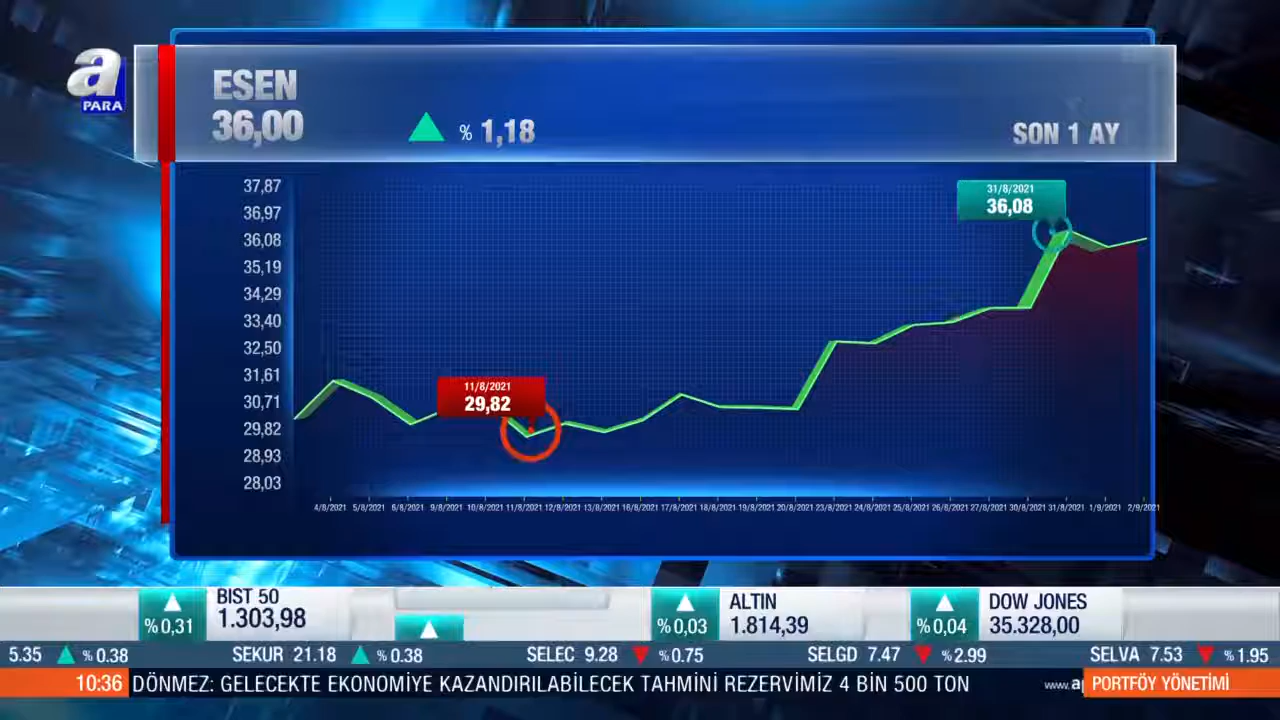 a
PARA
ESEN
36,00
% 1,18
SON 1 AY
37,87
36,97
36,08
35,19
34,29
33,40
32,50
31,61
30,71
29,82
28,93
28,03
31/8/2021
36,08
11/8/2021
29,82
4/8/2021 5/8/2021 6/8/2021 9/8/2021 10/8/2021 11/8/2021 12/8/2021 13/8/2021 16/8/2021 17/8/2021 18/8/2021 19/8/2021 20/8/2021 23/8/2021 24/8/2021 25/8/2021 26/8/2021 27/8/2021 30/8/2021 31/8/2021 1/9/2021 2/9/2021
% 0,31
BIST 50
1.303,98
% 0,03
ALTIN
1.814,39
% 0,04
DOW JONES
35.328,00
5.35 % 0.38 SEKUR 21.18 % 0.38 SELEC 9.28 % 0.75 SELGD 7.47 % 2.99 SELVA 7.53 % 1.95
10:36 DÖNMEZ: GELECEKTE EKONOMİYE KAZANDIRILABİLECEK TAHMİNİ REZERVİMİZ 4 BİN 500 TON www.ap PORTFÖY YÖNETİMİ